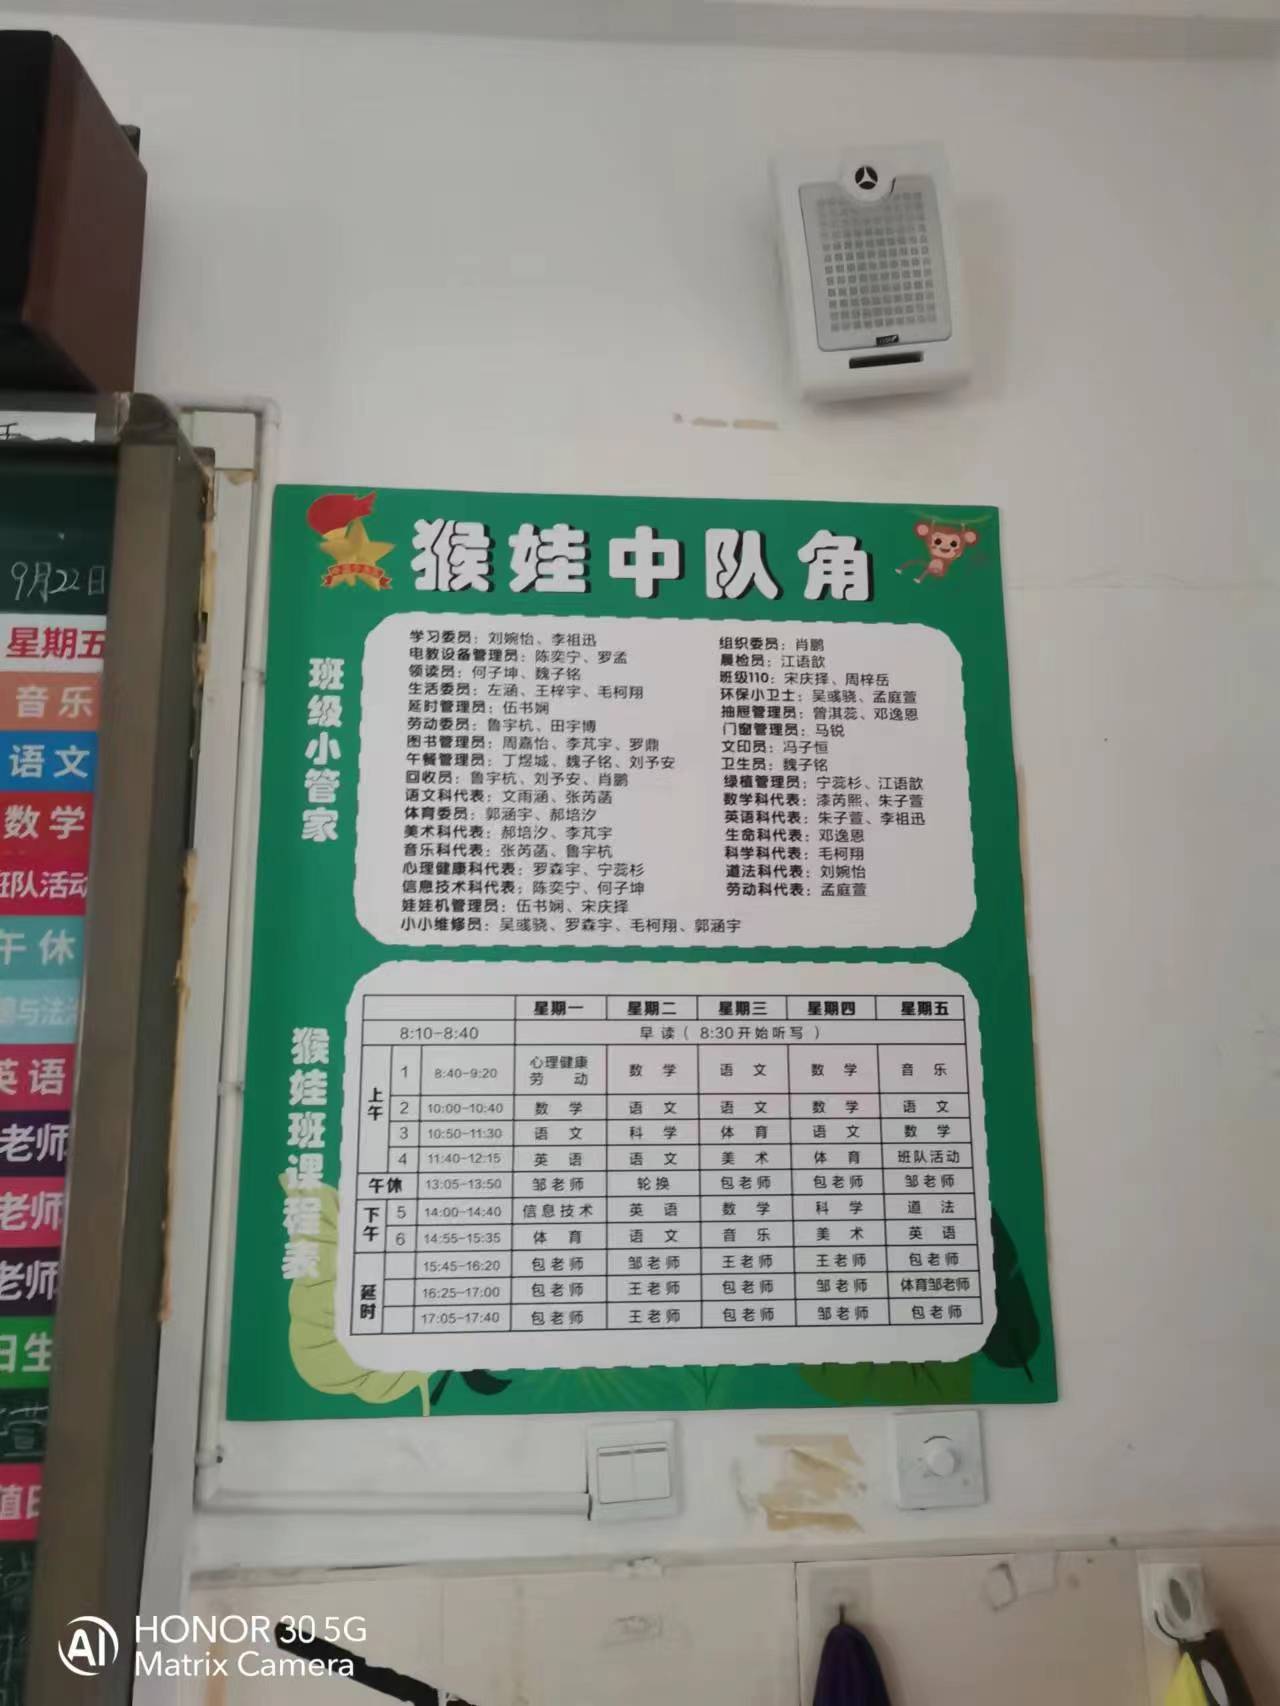 9月22日
星期五
音乐
语文
数学
班队活动
午休
英语
老师
老师
老师
值日
猴娃中队角
班级小管家
学习委员：刘婉怡、李祖迅
电教设备管理员：陈奕宁、罗孟
领读员：何子坤、魏子铭
生活委员：左涵、王梓宇、毛柯翔
延时管理员：伍书娴
劳动委员：鲁宇杭、田宇博
图书管理员：周嘉怡、李芃宇、罗鼎
午餐管理员：丁煜城、魏子铭、刘予安
回收员：鲁宇杭、刘予安、肖鹏
语文科代表：文雨涵、张芮菡
体育委员：郭涵宇、郝培汐
美术科代表：郝培汐、李芃宇
音乐科代表：张芮菡、鲁宇杭
心理健康科代表：罗森宇、宁蕊杉
信息技术科代表：陈奕宁、何子坤
娃娃机管理员：伍书娴、宋庆择
小小维修员：吴彧骁、罗森宇、毛柯翔、郭涵宇
组织委员：肖鹏
晨检员：江语歆
班级110：宋庆择、周梓岳
环保小卫士：吴彧骁、孟庭萱
抽屉管理员：曾淇蕊、邓逸恩
门窗管理员：马锐
文印员：冯子恒
卫生员：魏子铭
绿植管理员：宁蕊杉、江语歆
数学科代表：漆芮熙、朱子萱
英语科代表：朱子萱、李祖迅
生命科代表：邓逸恩
科学科代表：毛柯翔
道法科代表：刘婉怡
劳动科代表：孟庭萱
猴娃班课程表
星期一 星期二 星期三 星期四 星期五
8:10-8:40 早读（ 8:30开始听写 ）
上午 1 8:40-9:20 心理健康 劳动 数学 语文 数学 音乐
2 10:00-10:40 数学 语文 语文 数学 语文
3 10:50-11:30 语文 科学 体育 语文 数学
4 11:40-12:15 英语 语文 美术 体育 班队活动
午休 13:05-13:50 邹老师 轮换 包老师 包老师 邹老师
下午 5 14:00-14:40 信息技术 英语 数学 科学 道法
6 14:55-15:35 体育 语文 音乐 美术 英语
延时 15:45-16:20 包老师 邹老师 王老师 王老师 包老师
16:25-17:00 包老师 王老师 包老师 邹老师 体育邹老师
17:05-17:40 包老师 王老师 包老师 邹老师 包老师
AI HONOR 30 5G
Matrix Camera